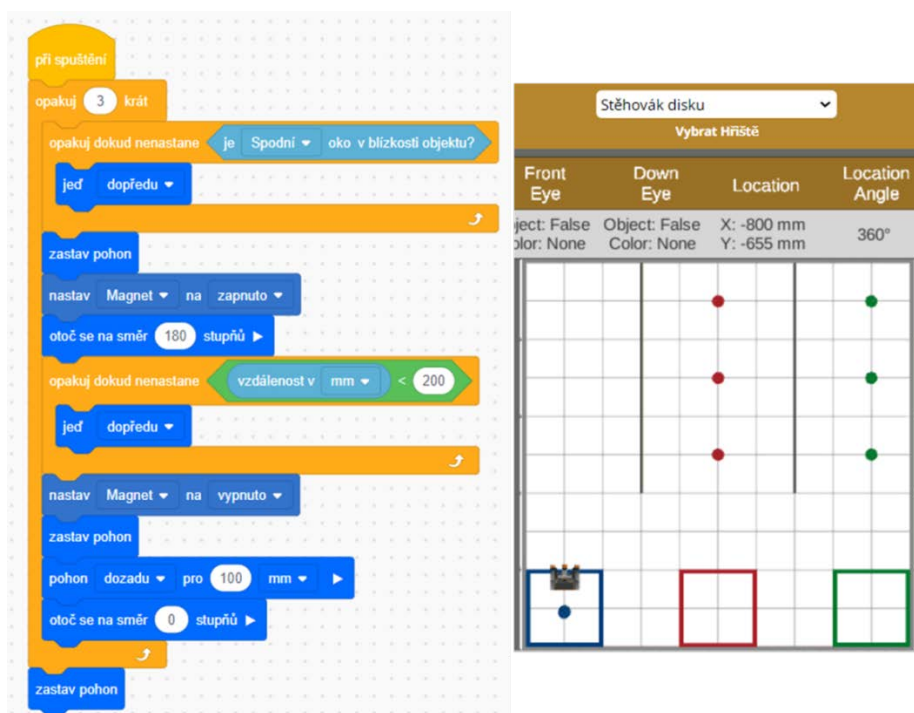 při spuštění
opakuj 3 krát
opakuj dokud nenastane je Spodní oko v blízkosti objektu?
jeď dopředu
zastav pohon
nastav Magnet na zapnuto
otoč se na směr 180 stupňů
opakuj dokud nenastane vzdálenost v mm < 200
jeď dopředu
nastav Magnet na vypnuto
zastav pohon
pohon dozadu pro 100 mm
otoč se na směr 0 stupňů
zastav pohon
Stěhovák disku
Vybrat Hřiště
Front Down Location Location
Eye Eye Angle
ject: False Object: False X: -800 mm 360°
olor: None Color: None Y: -655 mm